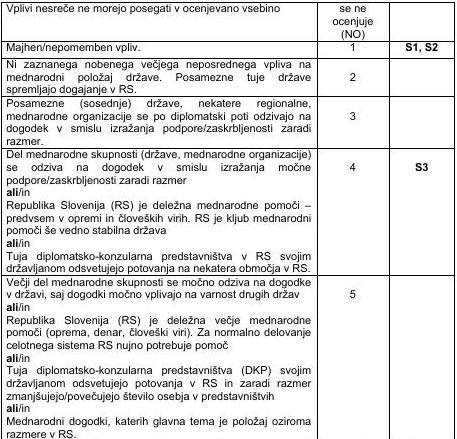 Vplivi nesreče ne morejo posegati v ocenjevano vsebino
se ne
ocenjuje
(NO)
Majhen/nepomemben vpliv.
1
S1, S2
Ni zaznanega nobenega večjega neposrednega vpliva na
mednarodni položaj države. Posamezne tuje države
spremljajo dogajanje v RS.
2
Posamezne (sosednje) države, nekatere regionalne,
mednarodne organizacije se po diplomatski poti odzivajo na
dogodek v smislu izražanja podpore/zaskrbljenosti zaradi
razmer.
3
Del mednarodne skupnosti (države, mednarodne organizacije)
se odziva na dogodek v smislu izražanja močne
podpore/zaskrbljenosti zaradi razmer
ali/in
Republika Slovenija (RS) je deležna mednarodne pomoči –
predvsem v opremi in človeških virih. RS je kljub mednarodni
pomoči še vedno stabilna država
ali/in
Tuja diplomatsko-konzularna predstavništva v RS svojim
državljanom odsvetujejo potovanja na nekatera območja v RS.
4
S3
Večji del mednarodne skupnosti se močno odziva na dogodke
v državi, saj dogodki močno vplivajo na varnost drugih držav
ali/in
Republika Slovenija (RS) je deležna večje mednarodne
pomoči (oprema, denar, človeški viri). Za normalno delovanje
celotnega sistema RS nujno potrebuje pomoč
ali/in
Tuja diplomatsko-konzularna predstavništva (DKP) svojim
državljanom odsvetujejo potovanja v RS in zaradi razmer
zmanjšujejo/povečujejo število osebja v predstavništvih
ali/in
Mednarodni dogodki, katerih glavna tema je položaj oziroma
razmere v RS.
5